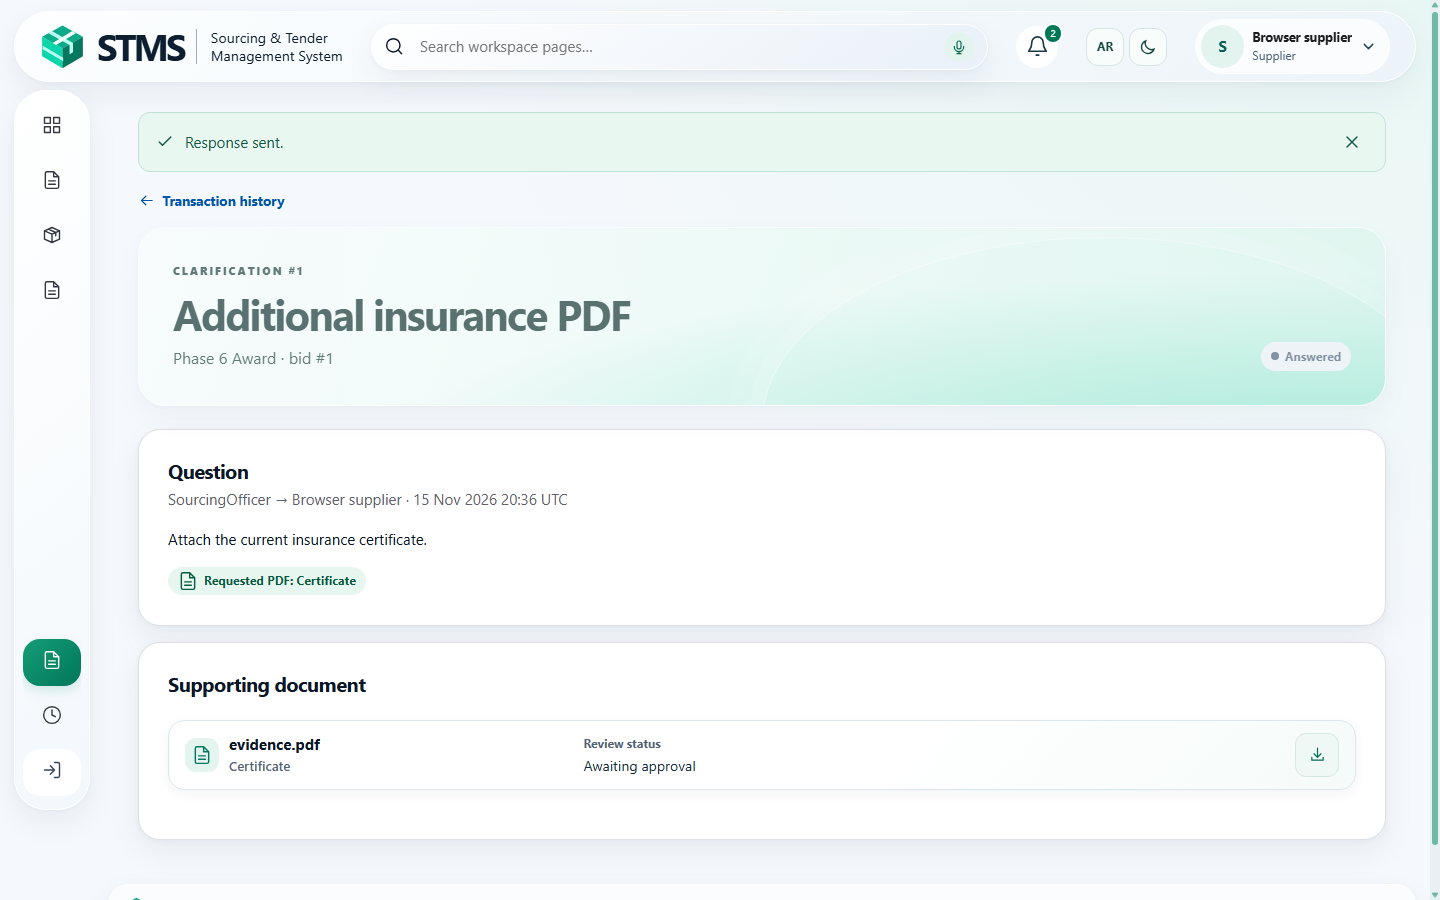 STMS
Sourcing & Tender
Management System
Search workspace pages...
2
AR
S
Browser supplier
Supplier
Response sent.
Transaction history
CLARIFICATION #1
Additional insurance PDF
Phase 6 Award · bid #1
Answered
Question
SourcingOfficer → Browser supplier · 15 Nov 2026 20:36 UTC
Attach the current insurance certificate.
Requested PDF: Certificate
Supporting document
evidence.pdf
Certificate
Review status
Awaiting approval